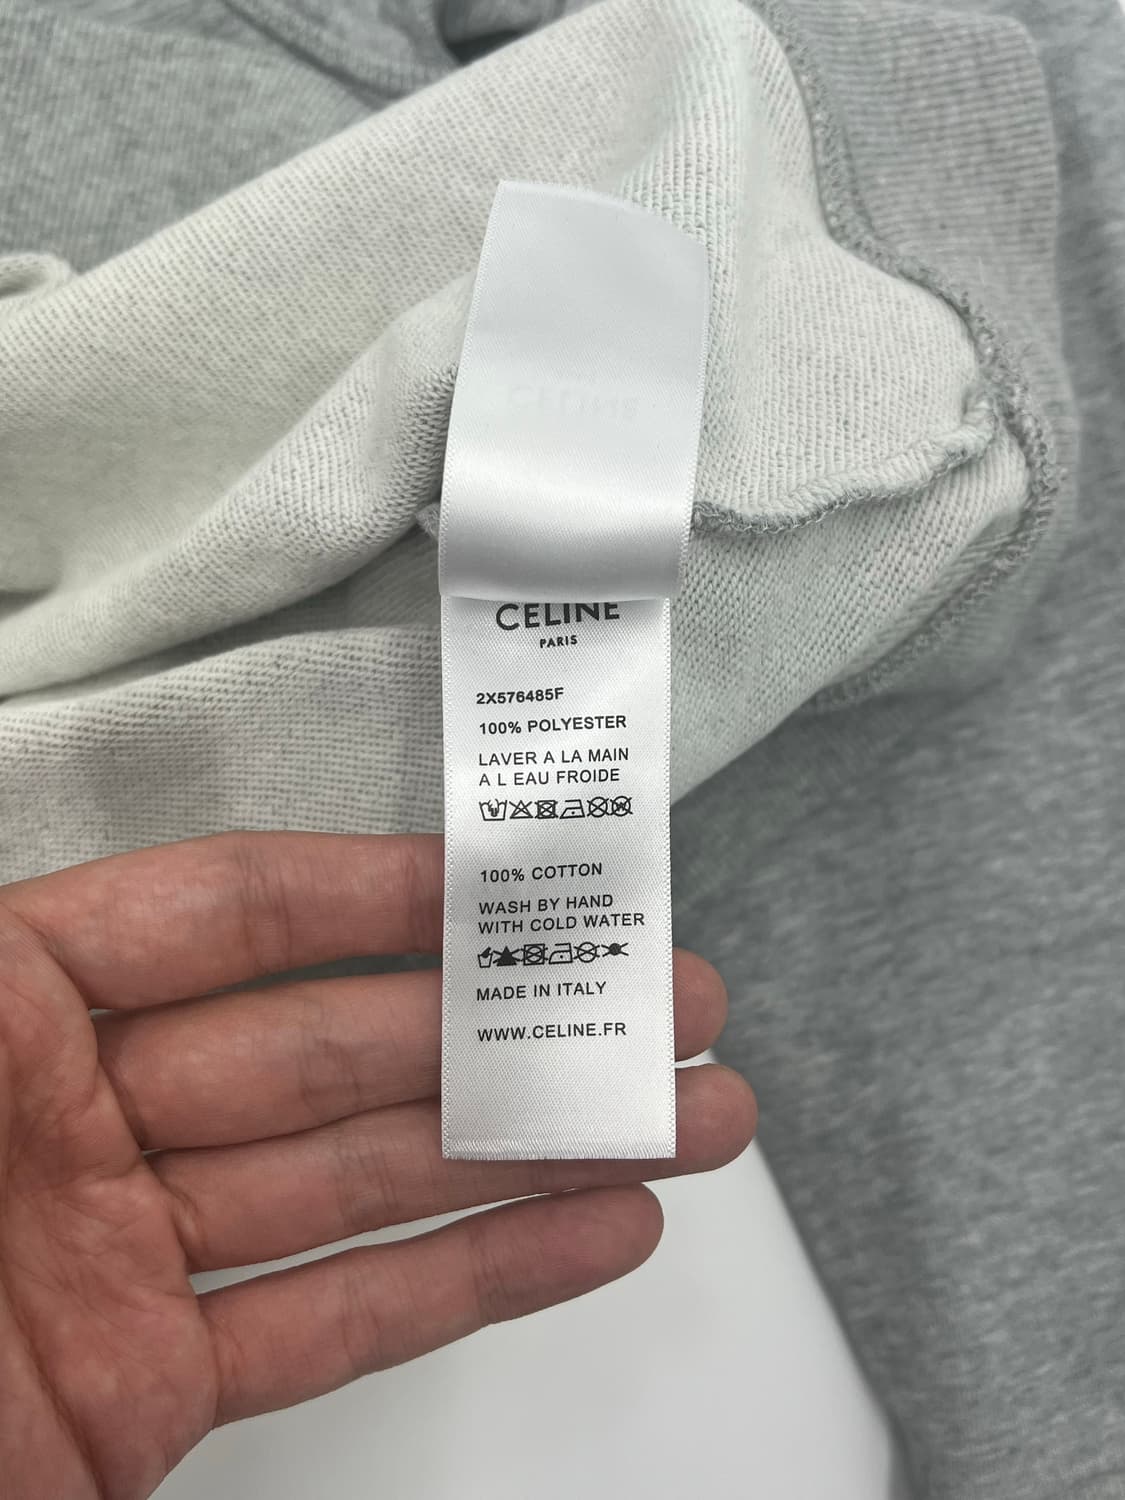 CELINE
PARIS
2X576485F
100% POLYESTER
LAVER A LA MAIN
A L EAU FROIDE
100% COTTON
WASH BY HAND
WITH COLD WATER
MADE IN ITALY
WWW.CELINE.FR